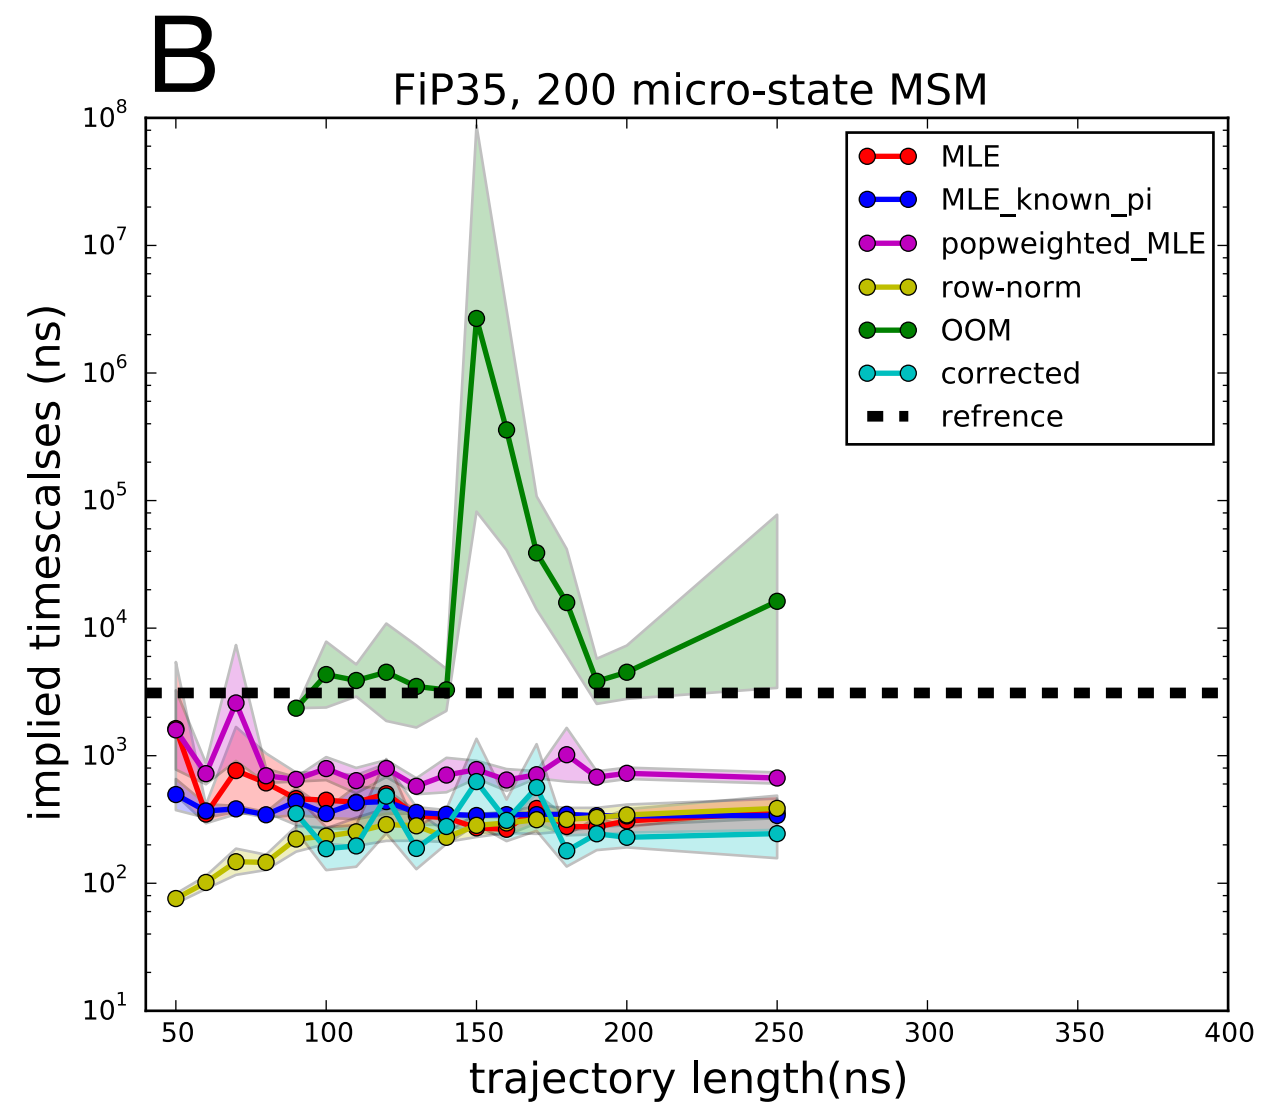 B
FiP35, 200 micro-state MSM
implied timescalses (ns)
10^8
10^7
10^6
10^5
10^4
10^3
10^2
10^1
MLE
MLE_known_pi
popweighted_MLE
row-norm
OOM
corrected
refrence
50 100 150 200 250 300 350 400
trajectory length(ns)